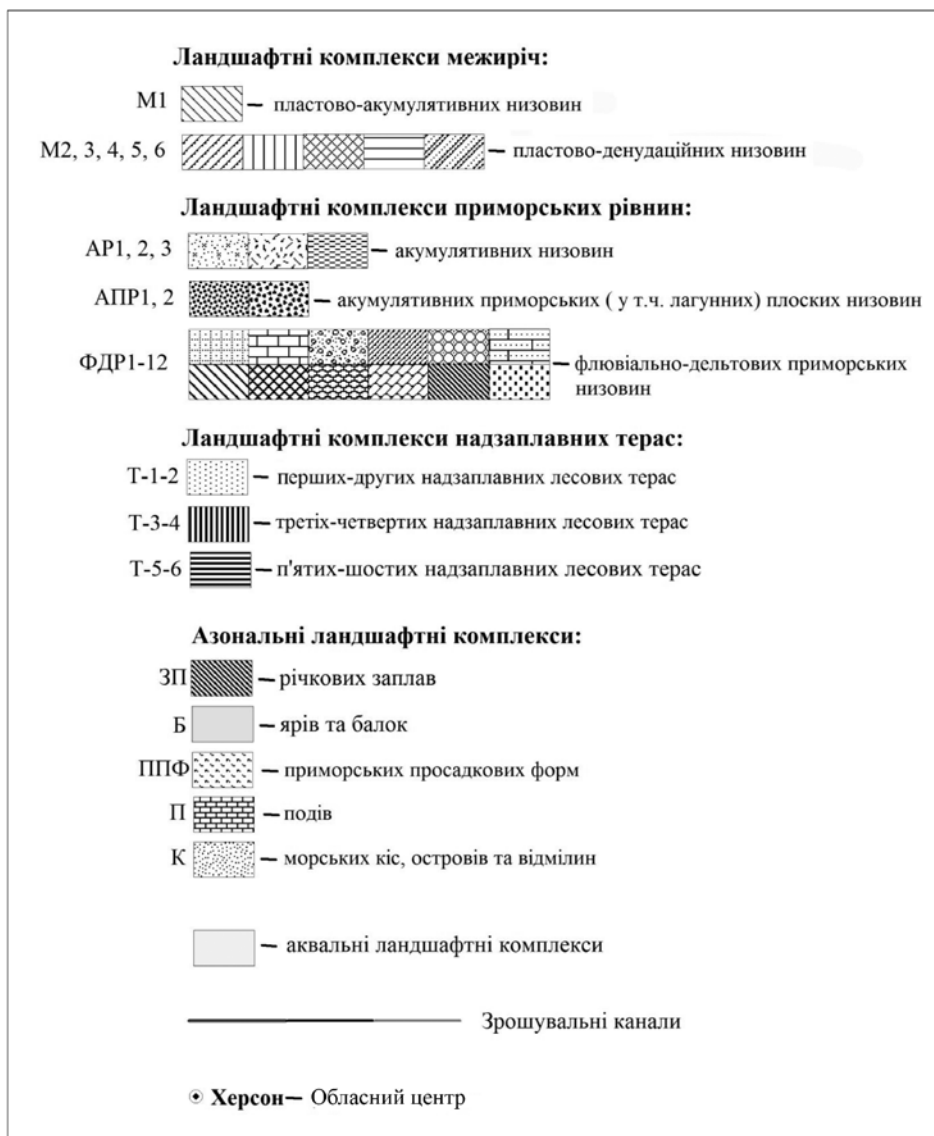 Ландшафтні комплекси межиріч:
М1 — пластово-акумулятивних низовин
М2, 3, 4, 5, 6 — пластово-денудаційних низовин
Ландшафтні комплекси приморських рівнин:
АР1, 2, 3 — акумулятивних низовин
АПР1, 2 — акумулятивних приморських ( у т.ч. лагунних) плоских низовин
ФДР1-12 — флювіально-дельтових приморських
низовин
Ландшафтні комплекси надзаплавних терас:
Т-1-2 — перших-других надзаплавних лесових терас
Т-3-4 — третіх-четвертих надзаплавних лесових терас
Т-5-6 — п'ятих-шостих надзаплавних лесових терас
Азональні ландшафтні комплекси:
ЗП — річкових заплав
Б — ярів та балок
ППФ — приморських просадкових форм
П — подів
К — морських кіс, островів та відмілин
— аквальні ландшафтні комплекси
Зрошувальні канали
Херсон — Обласний центр